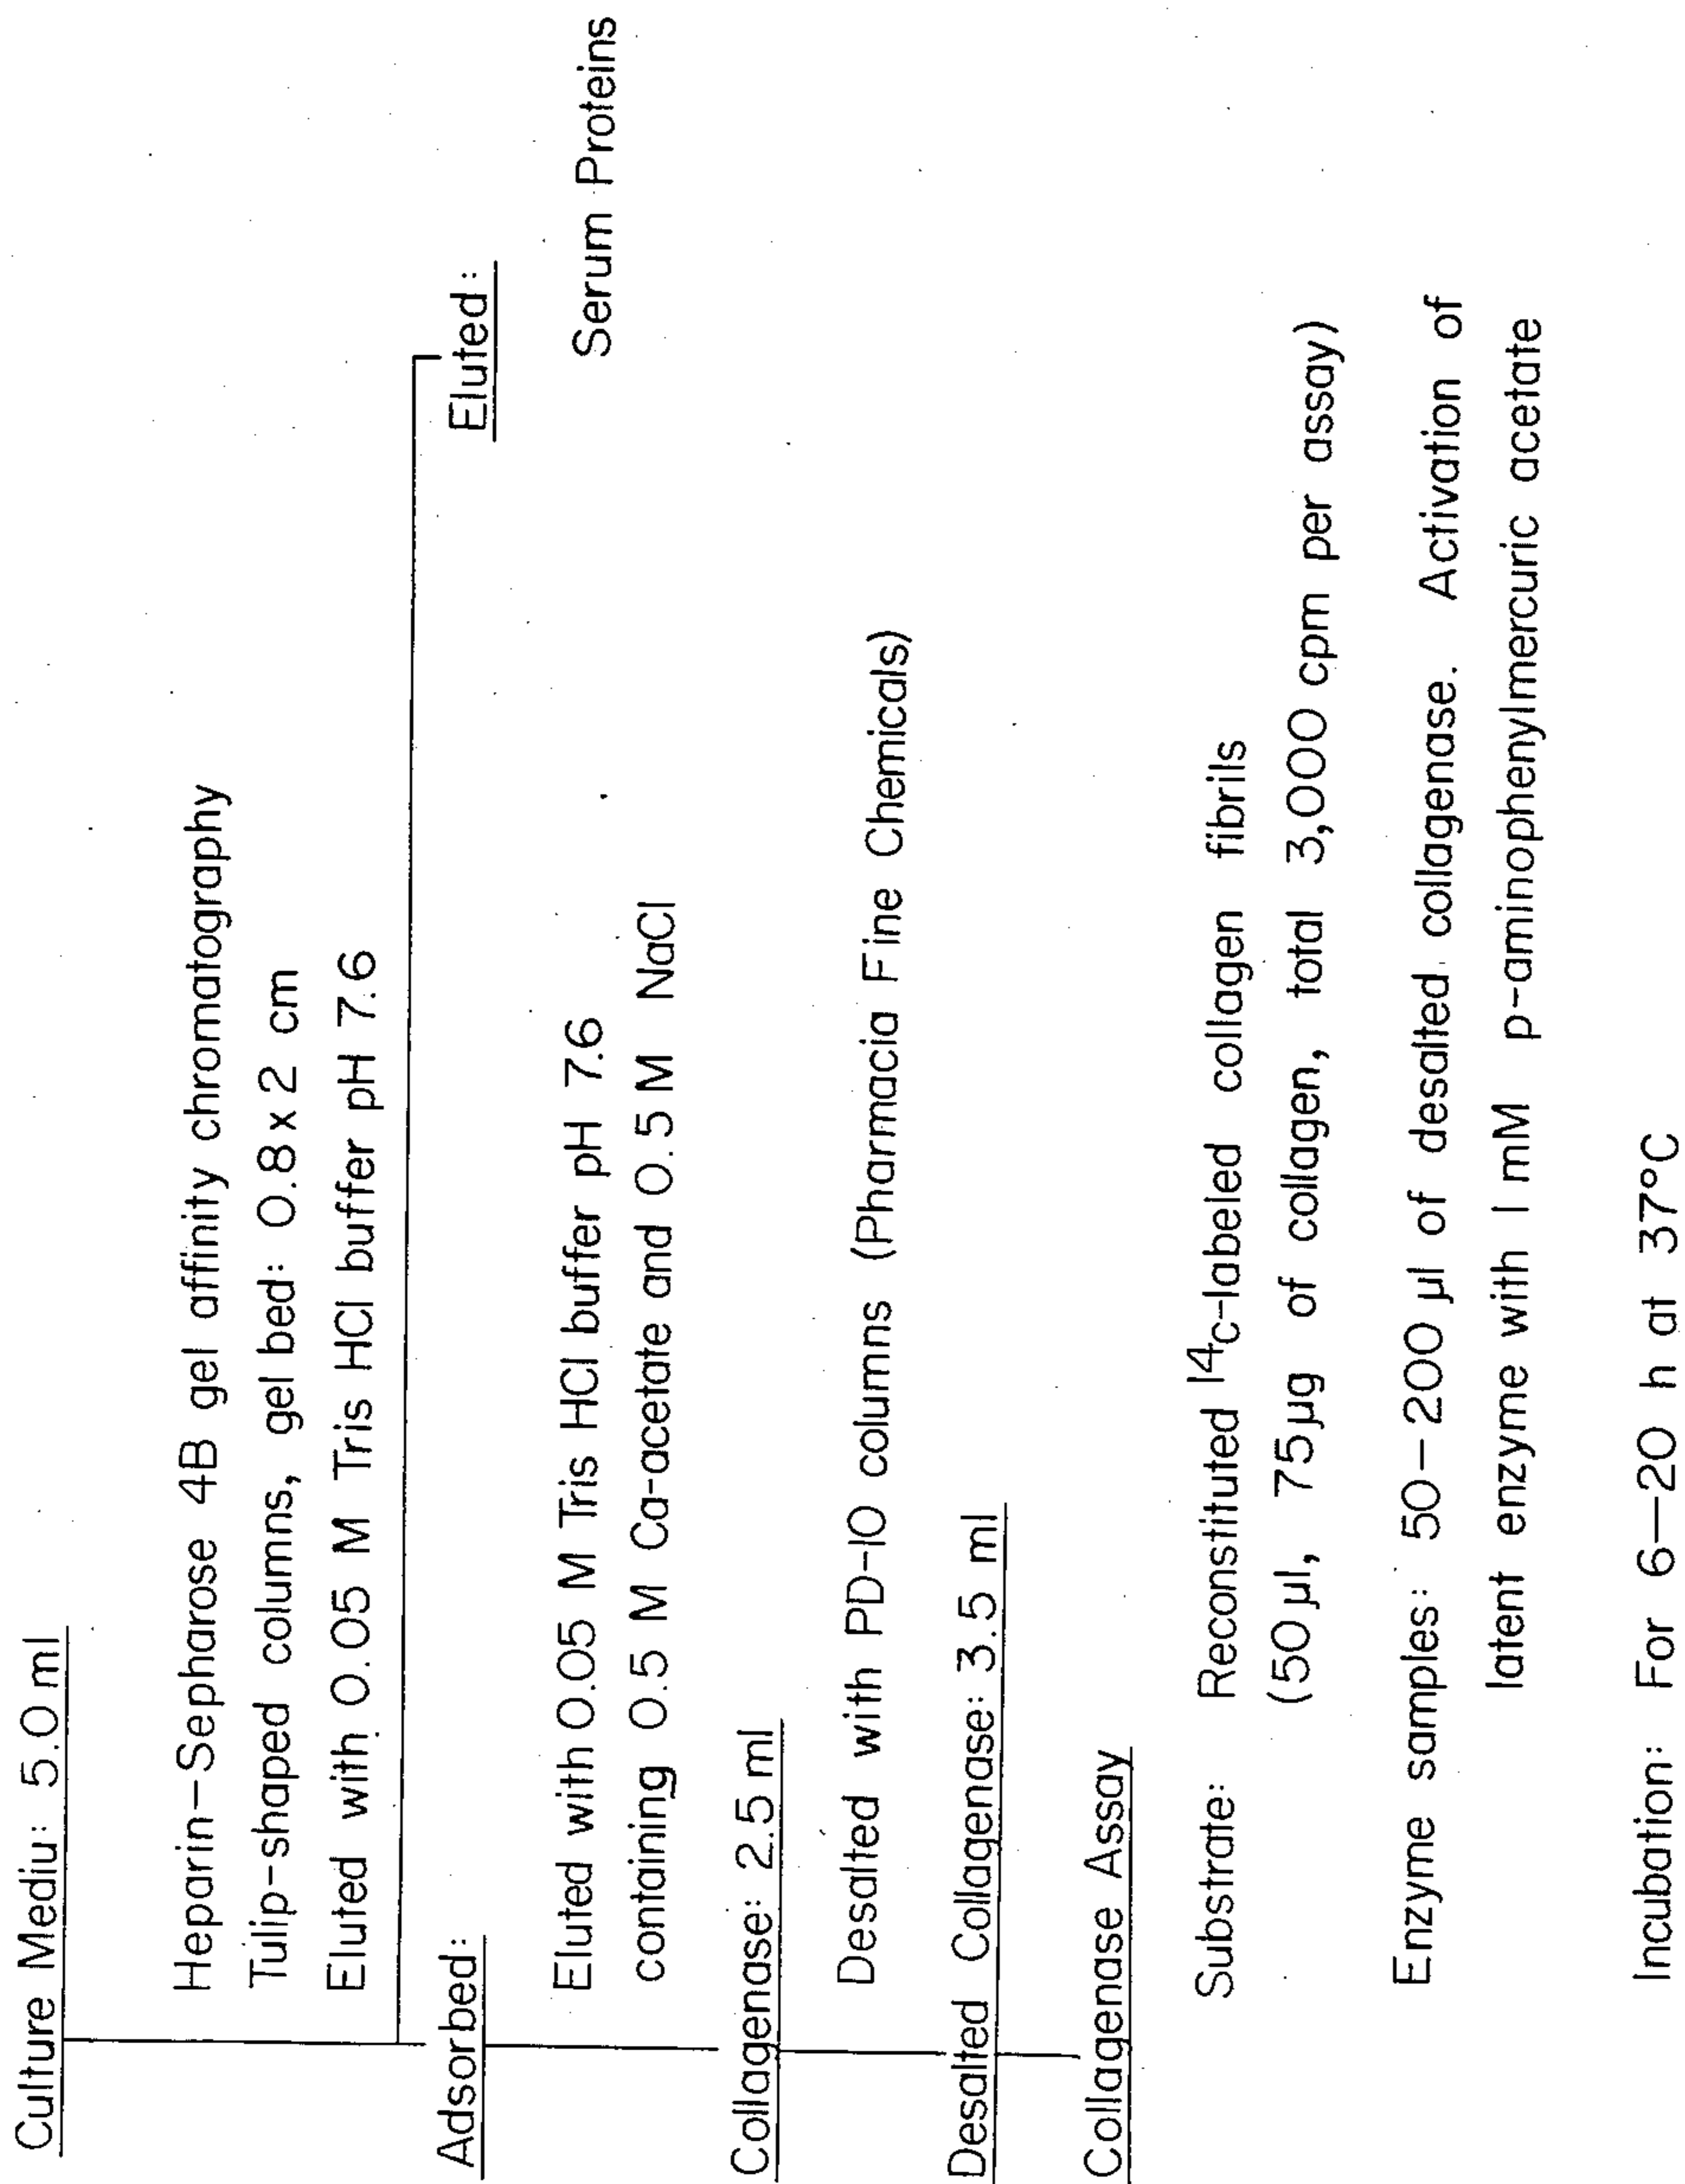 Culture Mediu: 5.0 ml
Heparin-Sepharose 4B gel affinity chromatography
Tulip-shaped columns, gel bed: 0.8 x 2 cm
Eluted with 0.05 M Tris HCl buffer pH 7.6
Adsorbed:
Eluted:
Eluted with 0.05 M Tris HCl buffer pH 7.6
Serum Proteins
containing 0.5 M Ca-acetate and 0.5 M NaCl
Collagenase: 2.5 ml
Desalted with PD-10 columns (Pharmacia Fine Chemicals)
Desalted Collagenase: 3.5 ml
Collagenase Assay
Substrate: Reconstituted 14c-labeled collagen fibrils
(50 µl, 75 µg of collagen, total 3,000 cpm per assay)
Enzyme samples: 50-200 µl of desalted collagenase. Activation of
latent enzyme with 1 mM p-aminophenylmercuric acetate
Incubation: For 6-20 h at 37°C